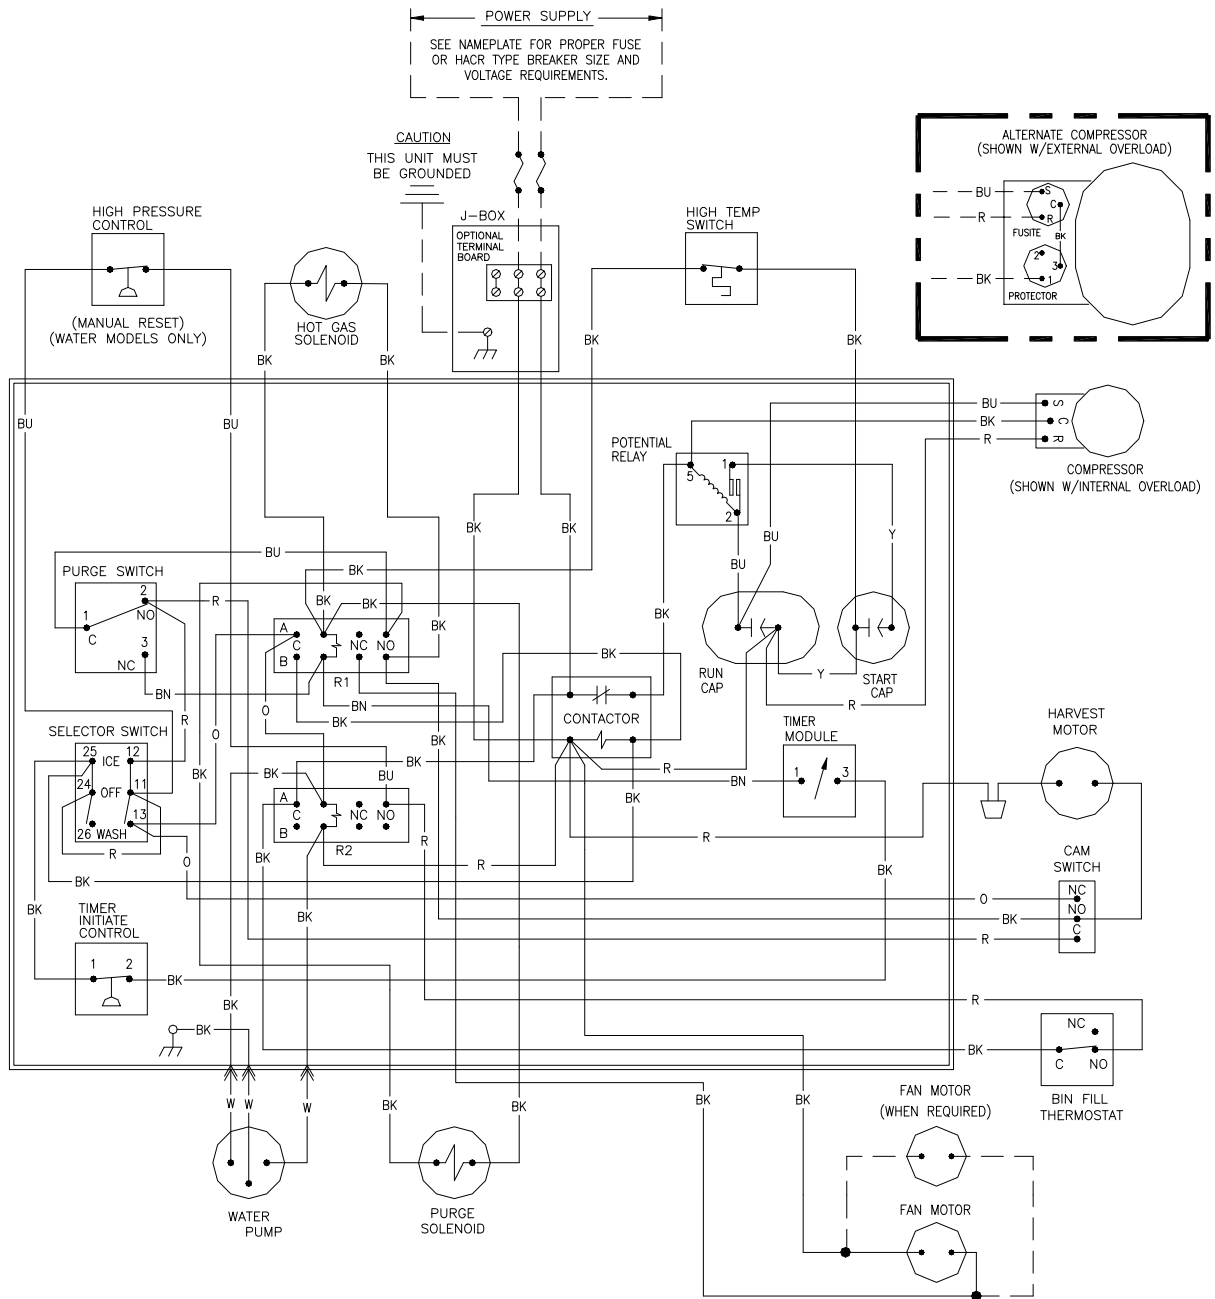 POWER SUPPLY
SEE NAMEPLATE FOR PROPER FUSE
OR HACR TYPE BREAKER SIZE AND
VOLTAGE REQUIREMENTS.
CAUTION
THIS UNIT MUST
BE GROUNDED
ALTERNATE COMPRESSOR
(SHOWN W/EXTERNAL OVERLOAD)
BU
R
BK
S
C
R
FUSITE
BK
2
3
1
PROTECTOR
HIGH PRESSURE
CONTROL
(MANUAL RESET)
(WATER MODELS ONLY)
HOT GAS
SOLENOID
J-BOX
OPTIONAL
TERMINAL
BOARD
HIGH TEMP
SWITCH
BK
BK
BK
BK
BU
BU
BU
BK
R
S
C
R
COMPRESSOR
(SHOWN W/INTERNAL OVERLOAD)
POTENTIAL
RELAY
5
1
2
BK
BK
BU
BU
Y
BU
BK
PURGE SWITCH
1
C
2
NO
3
NC
R
BN
BK
BK
BK
BK
A
C
B
NC
NO
R1
BK
BN
BK
RUN
CAP
START
CAP
Y
R
CONTACTOR
R
TIMER
MODULE
1
3
HARVEST
MOTOR
SELECTOR SWITCH
25
ICE
12
24
OFF
11
13
26
WASH
R
R
O
O
BK
BK
BK
BK
BU
BN
BK
A
C
B
NC
NO
R2
R
R
R
BK
BK
O
BK
BK
CAM
SWITCH
NC
NO
C
O
BK
R
BK
TIMER
INITIATE
CONTROL
1
2
BK
BK
BK
BK
R
BK
NC
C
NO
BIN FILL
THERMOSTAT
W
W
W
BK
BK
BK
BK
WATER
PUMP
PURGE
SOLENOID
FAN MOTOR
(WHEN REQUIRED)
FAN MOTOR